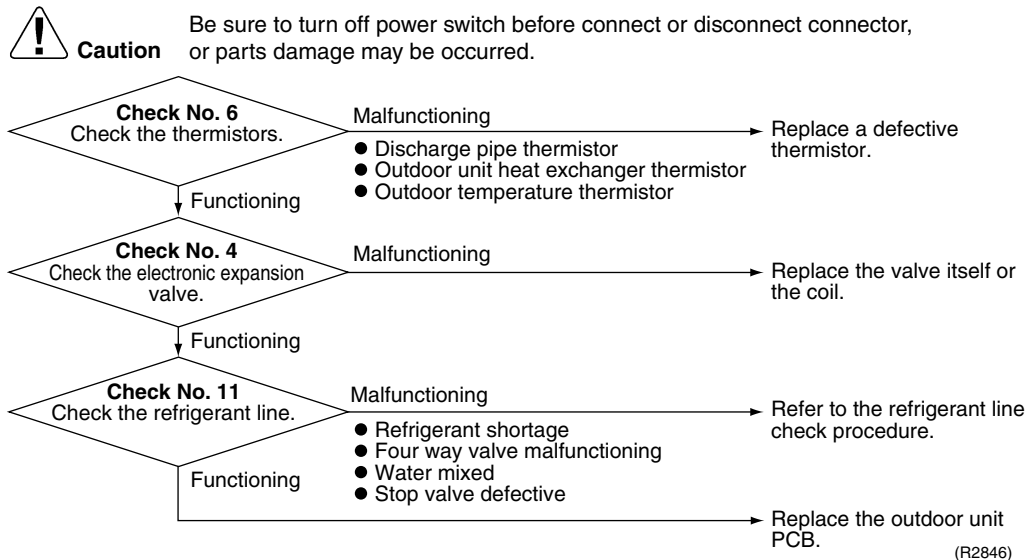 Be sure to turn off power switch before connect or disconnect connector,
Caution or parts damage may be occurred.
Check No. 6
Check the thermistors.
Malfunctioning
● Discharge pipe thermistor
● Outdoor unit heat exchanger thermistor
● Outdoor temperature thermistor
Replace a defective
thermistor.
Functioning
Check No. 4
Check the electronic expansion
valve.
Malfunctioning
Replace the valve itself or
the coil.
Functioning
Check No. 11
Check the refrigerant line.
Malfunctioning
● Refrigerant shortage
● Four way valve malfunctioning
● Water mixed
● Stop valve defective
Refer to the refrigerant line
check procedure.
Functioning
Replace the outdoor unit
PCB.
(R2846)